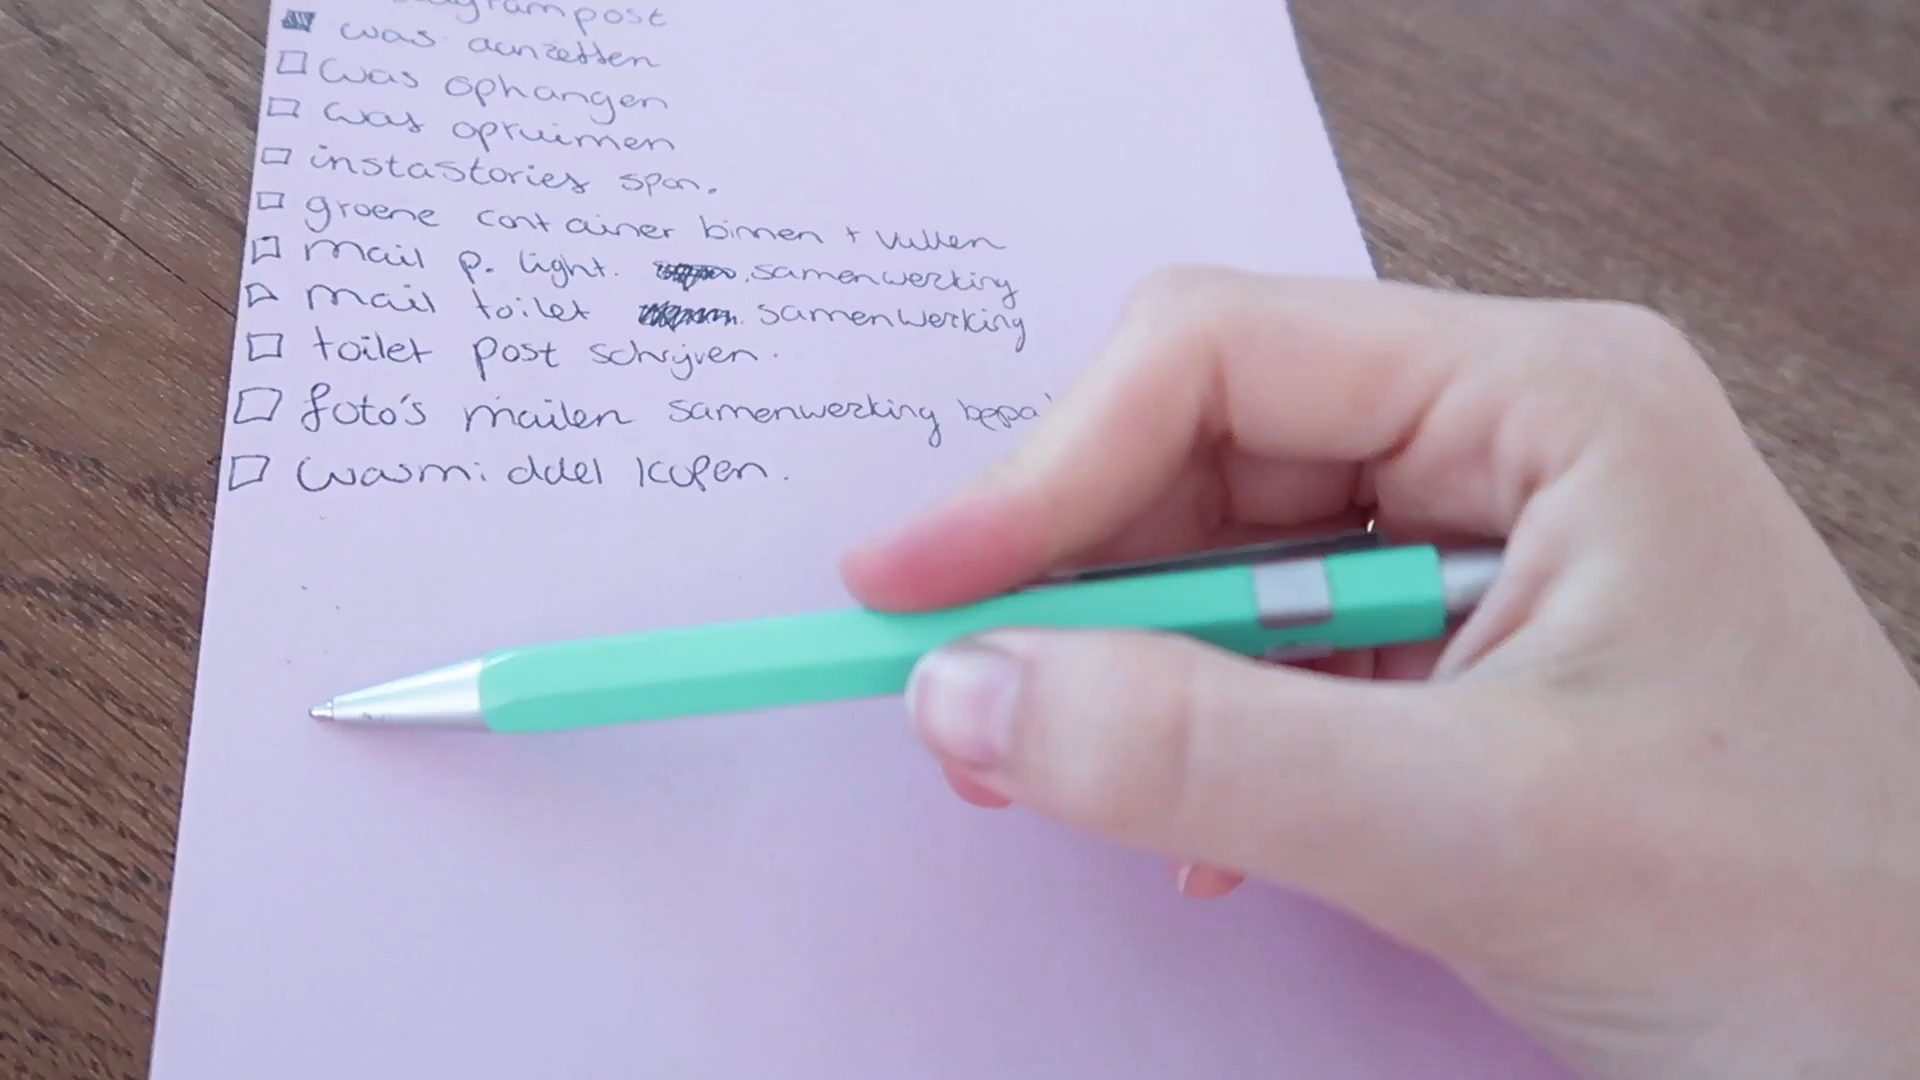 was aanzetten
was ophangen
was opruimen
instastories spon.
groene container binnen + vullen
mail p. light. samenwerking
mail toilet samenwerking
toilet post schrijven.
foto's mailen samenwerking
wasmiddel kopen.